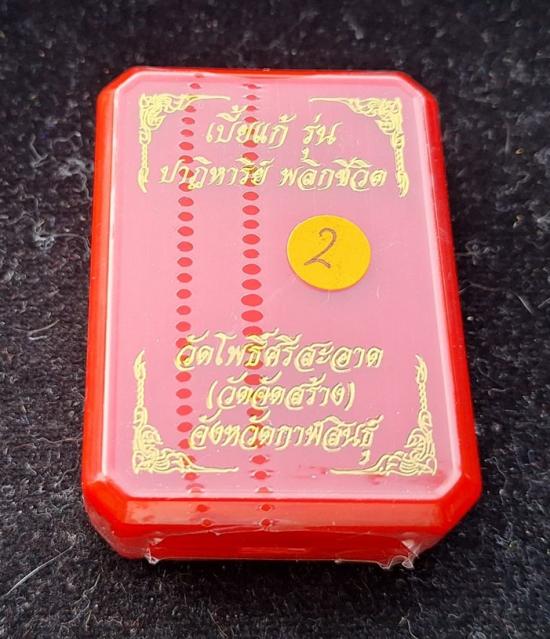 เบี้ยแก้ รุ่น
ปาฏิหาริย์ พลิกชีวิต
2
วัดโพธิ์ศรีสะอาด
(วัดจัดสร้าง)
จังหวัดกาฬสินธุ์